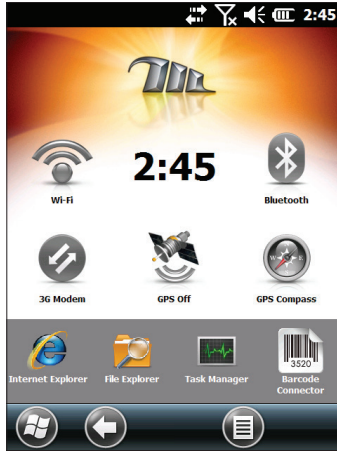 2:45
2:45
Wi-Fi
Bluetooth
3G Modem
GPS Off
GPS Compass
W
E
3520
Internet Explorer
File Explorer
Task Manager
Barcode
Connector